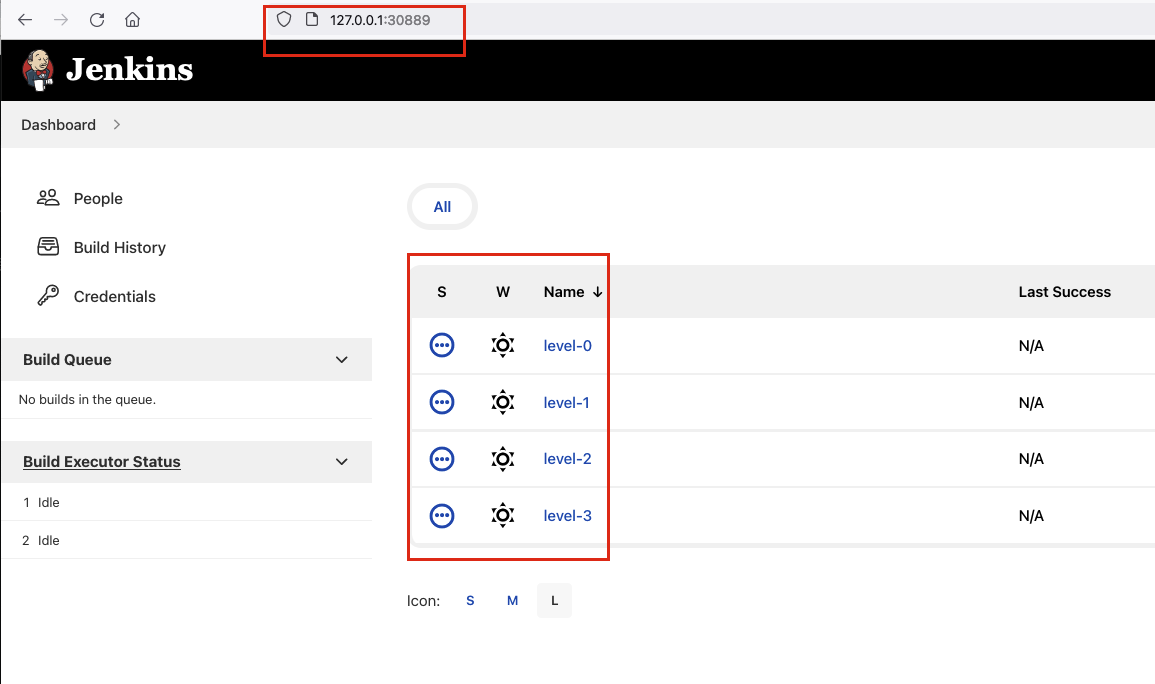 127.0.0.1:30889
Jenkins
Dashboard
People
Build History
Credentials
Build Queue
No builds in the queue.
Build Executor Status
1 Idle
2 Idle
All
S W Name ↓ Last Success
level-0 N/A
level-1 N/A
level-2 N/A
level-3 N/A
Icon: S M L